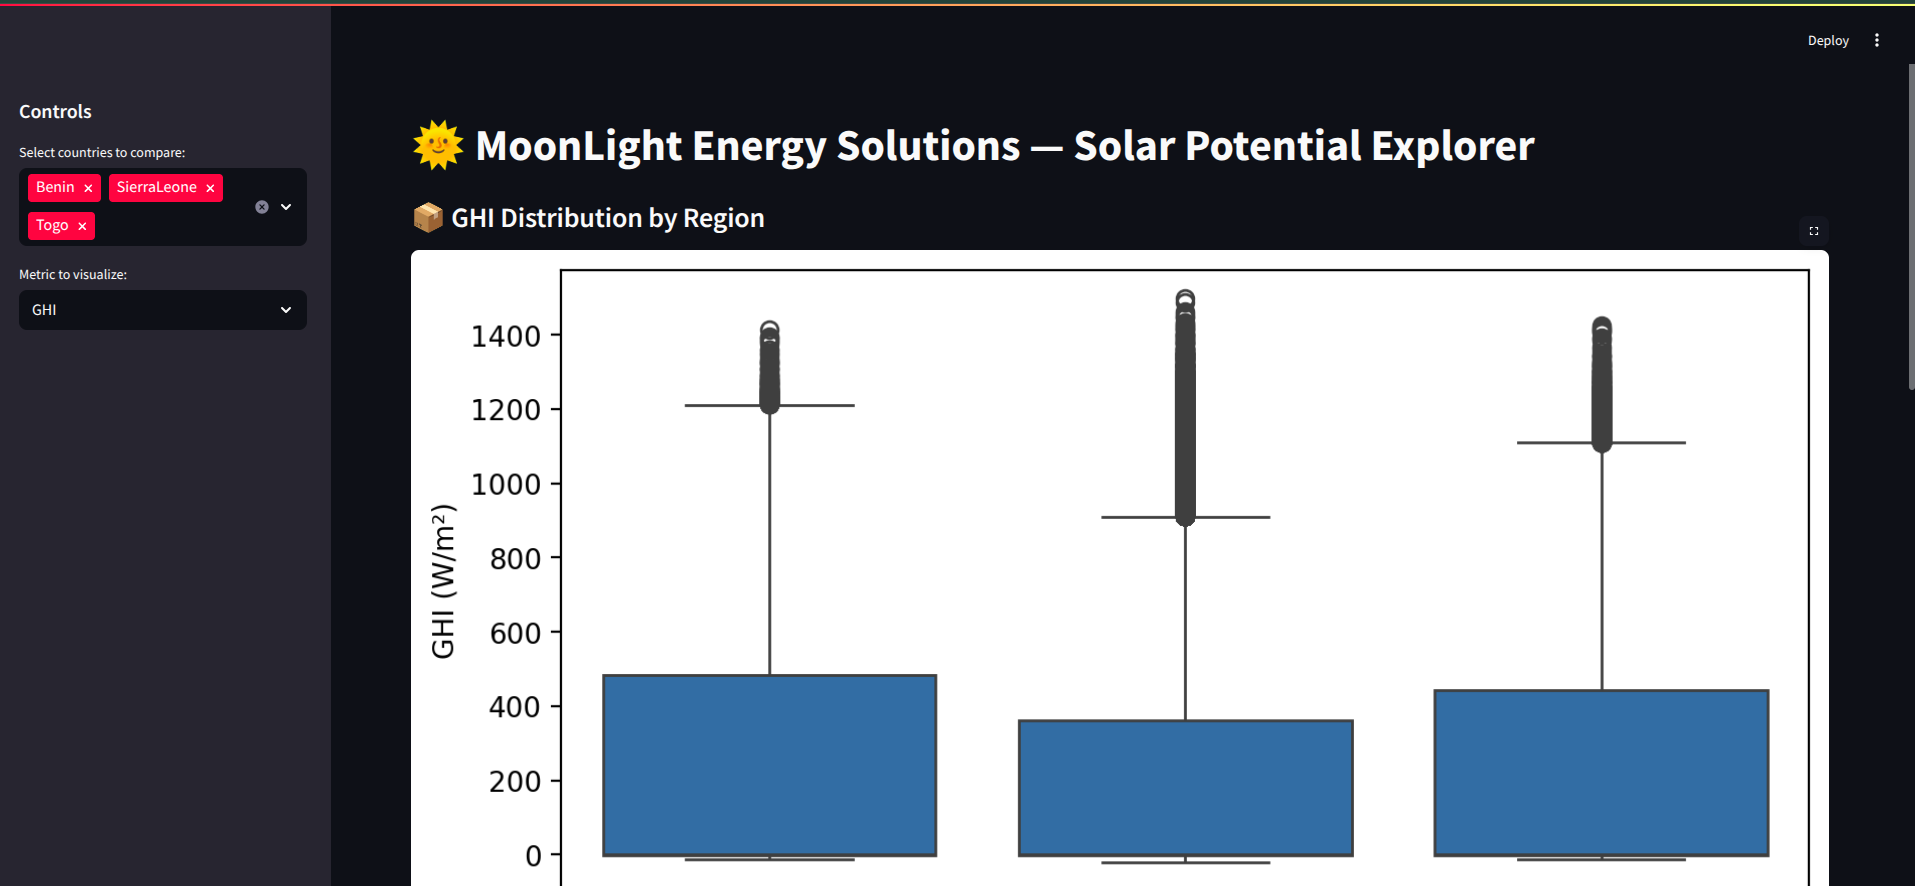 Deploy
Controls
Select countries to compare:
Benin
SierraLeone
Togo
Metric to visualize:
GHI
MoonLight Energy Solutions — Solar Potential Explorer
GHI Distribution by Region
GHI (W/m²)
1400
1200
1000
800
600
400
200
0